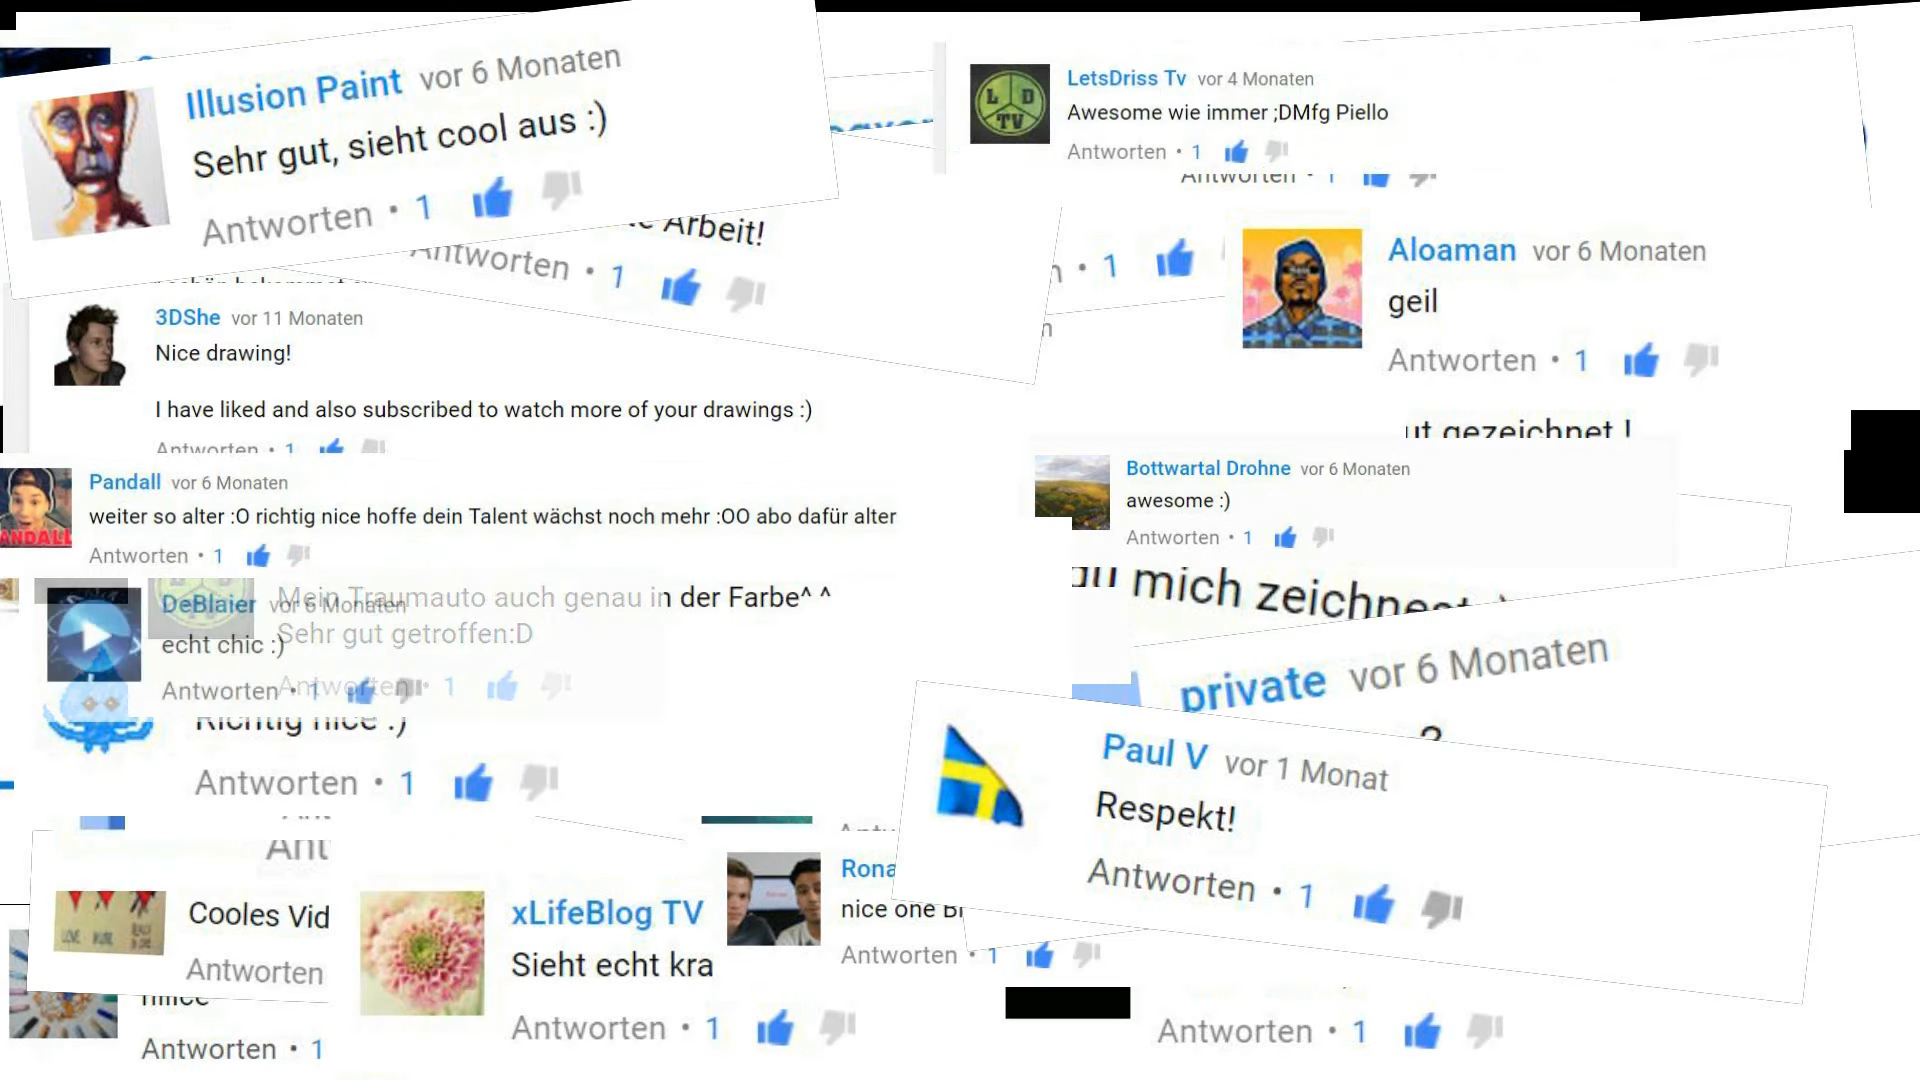 Illusion Paint vor 6 Monaten
Sehr gut, sieht cool aus :)
Antworten • 1
Arbeit!
Antworten • 1
LetsDriss Tv vor 4 Monaten
Awesome wie immer ;DMfg Piello
Antworten • 1
Antworten • 1
Aloaman vor 6 Monaten
geil
Antworten • 1
• 1
3DShe vor 11 Monaten
Nice drawing!
I have liked and also subscribed to watch more of your drawings :)
Antworten • 1
gezeichnet !
Pandall vor 6 Monaten
weiter so alter :O richtig nice hoffe dein Talent wächst noch mehr :OO abo dafür alter
Antworten • 1
Bottwartal Drohne vor 6 Monaten
awesome :)
Antworten • 1
mich zeichnest
DeBlaier vor 6 Monaten
echt chic :)
Antworten • 1
Mein Traumauto auch genau in der Farbe^ ^
Sehr gut getroffen:D
Antworten • 1
Richtig nice :)
Antworten • 1
private vor 6 Monaten
?
Paul V vor 1 Monat
Respekt!
Antworten • 1
Ant
Cooles Vid
Antworten
Antworten • 1
xLifeBlog TV
Sieht echt kra
Antworten • 1
Rona
nice one
Antworten • 1
Antworten • 1